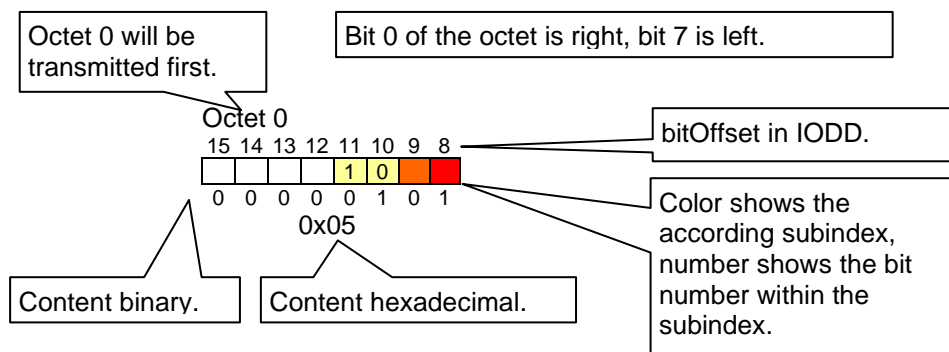 Octet 0 will be
transmitted first.
Bit 0 of the octet is right, bit 7 is left.
Octet 0
15 14 13 12 11 10 9 8
1 0
0 0 0 0 0 1 0 1
0x05
bitOffset in IODD.
Color shows the
according subindex,
number shows the bit
number within the
subindex.
Content binary.
Content hexadecimal.